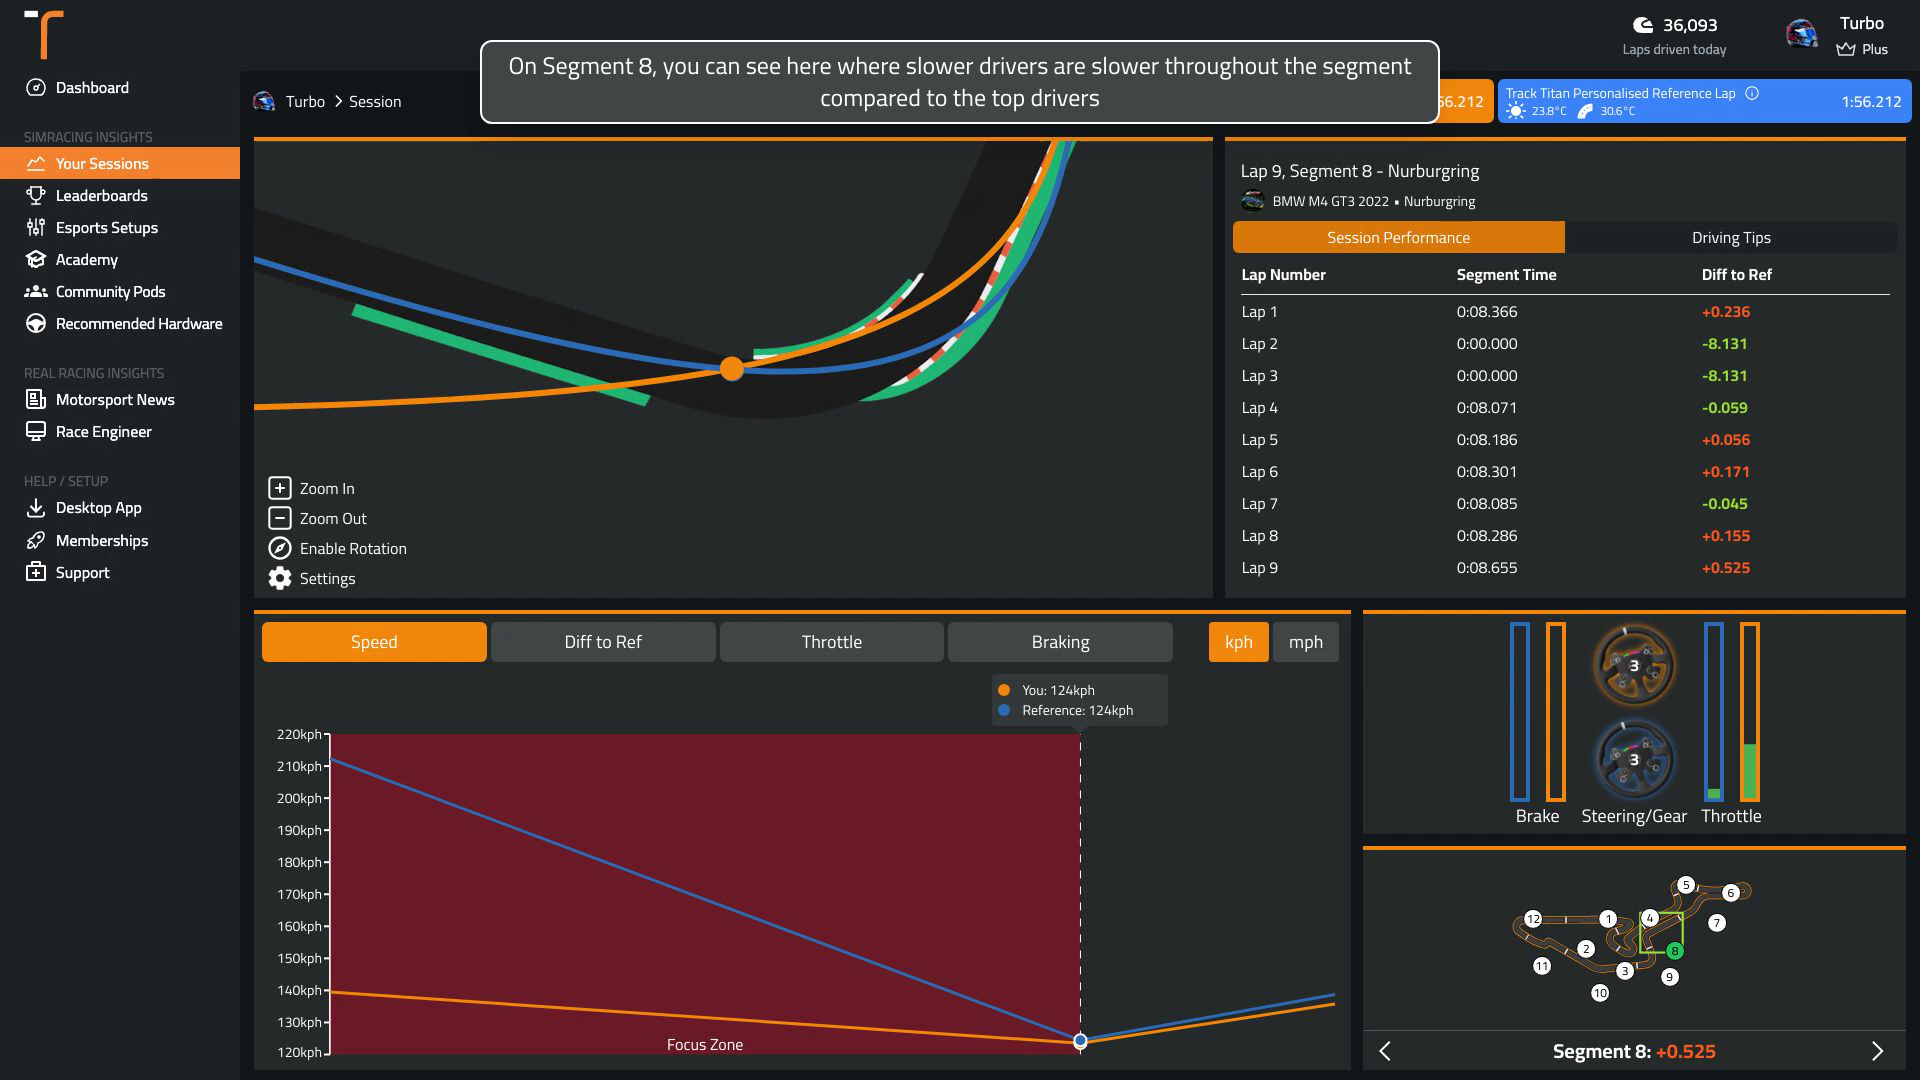 36,093
Laps driven today
Turbo
Plus
On Segment 8, you can see here where slower drivers are slower throughout the segment
compared to the top drivers
Dashboard
SIMRACING INSIGHTS
Your Sessions
Leaderboards
Esports Setups
Academy
Community Pods
Recommended Hardware
REAL RACING INSIGHTS
Motorsport News
Race Engineer
HELP / SETUP
Desktop App
Memberships
Support
Turbo > Session
56.212
Track Titan Personalised Reference Lap
23.8°C 30.6°C
1:56.212
Zoom In
Zoom Out
Enable Rotation
Settings
Lap 9, Segment 8 - Nurburgring
BMW M4 GT3 2022 • Nurburgring
Session Performance Driving Tips
Lap Number Segment Time Diff to Ref
Lap 1 0:08.366 +0.236
Lap 2 0:00.000 -8.131
Lap 3 0:00.000 -8.131
Lap 4 0:08.071 -0.059
Lap 5 0:08.186 +0.056
Lap 6 0:08.301 +0.171
Lap 7 0:08.085 -0.045
Lap 8 0:08.286 +0.155
Lap 9 0:08.655 +0.525
Speed Diff to Ref Throttle Braking kph mph
You: 124kph
Reference: 124kph
220kph
210kph
200kph
190kph
180kph
170kph
160kph
150kph
140kph
130kph
120kph
Focus Zone
3
3
Brake Steering/Gear Throttle
5
6
12
1
4
7
2
8
11
3
9
10
Segment 8: +0.525